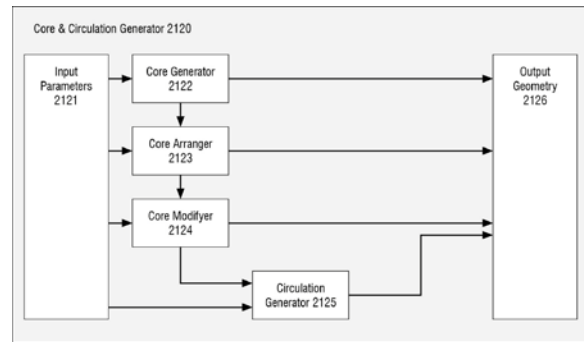 Core & Circulation Generator 2120
Input
Parameters
2121
Core Generator
2122
Core Arranger
2123
Core Modifyer
2124
Circulation
Generator 2125
Output
Geometry
2126